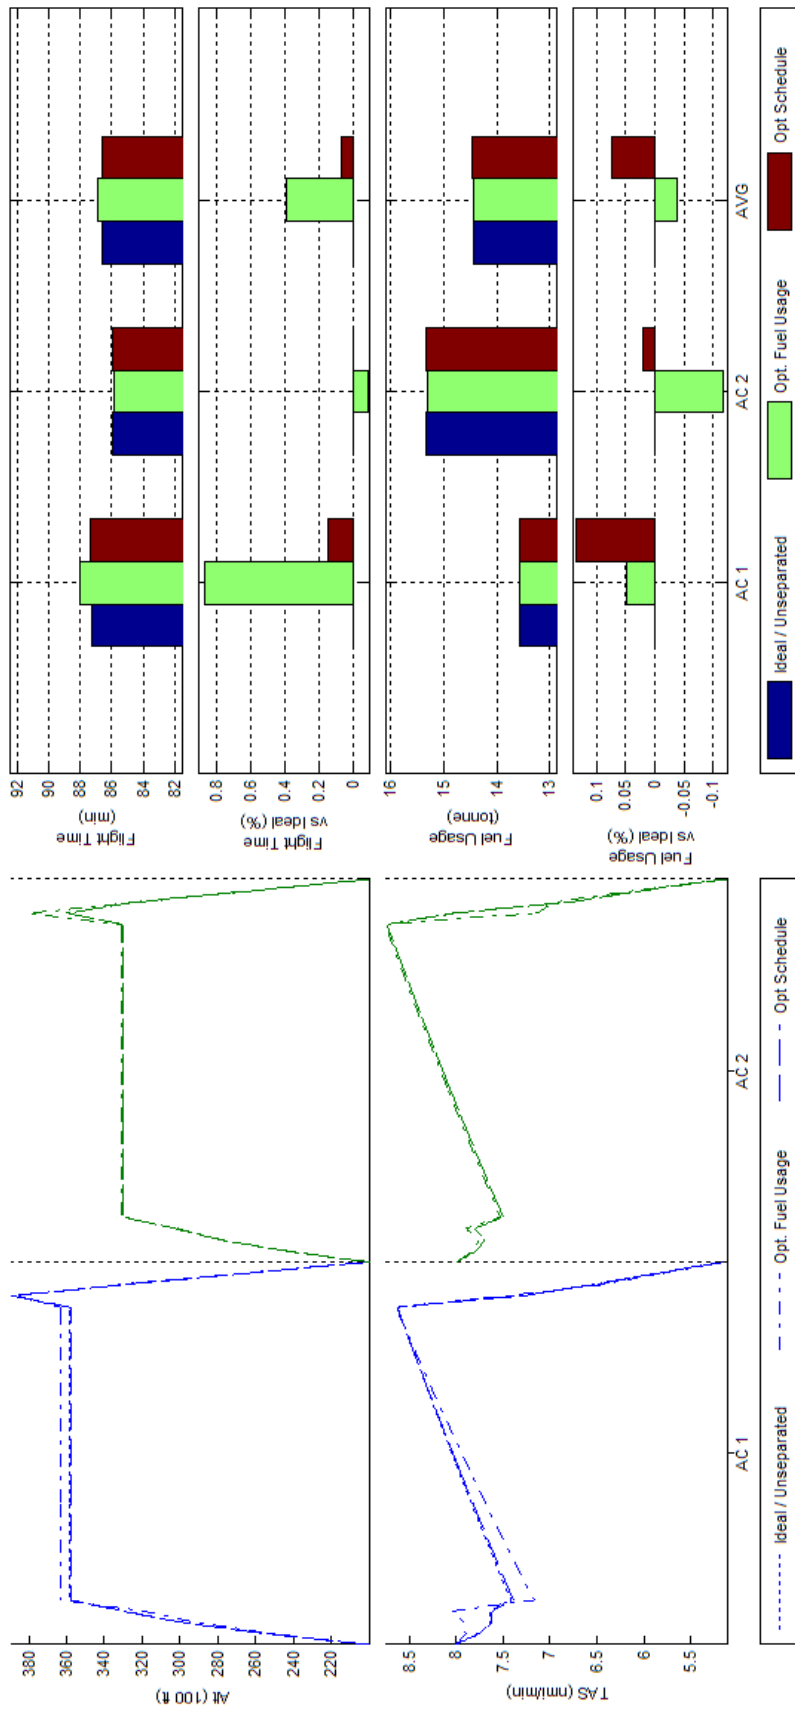 380
360
340
320
300
280
260
240
220
Alt (100 ft)
8.5
8
7.5
7
6.5
6
5.5
TAS (nmi/min)
AC 1
AC 2
Ideal / Unseparated
Opt. Fuel Usage
Opt Schedule
92
90
88
86
84
82
Flight Time
(min)
0.8
0.6
0.4
0.2
0
Flight Time
vs Ideal (%)
16
15
14
13
Fuel Usage
(tonne)
0.1
0.05
0
-0.05
-0.1
Fuel Usage
vs Ideal (%)
AC 1
AC 2
AVG
Ideal / Unseparated
Opt. Fuel Usage
Opt Schedule